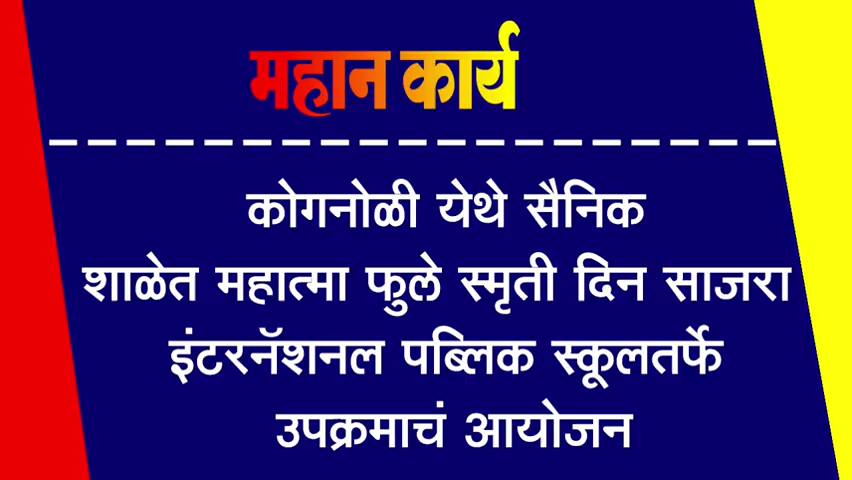 महान कार्य
कोगनोळी येथे सैनिक
शाळेत महात्मा फुले स्मृती दिन साजरा
इंटरनॅशनल पब्लिक स्कूलतर्फे
उपक्रमाचं आयोजन